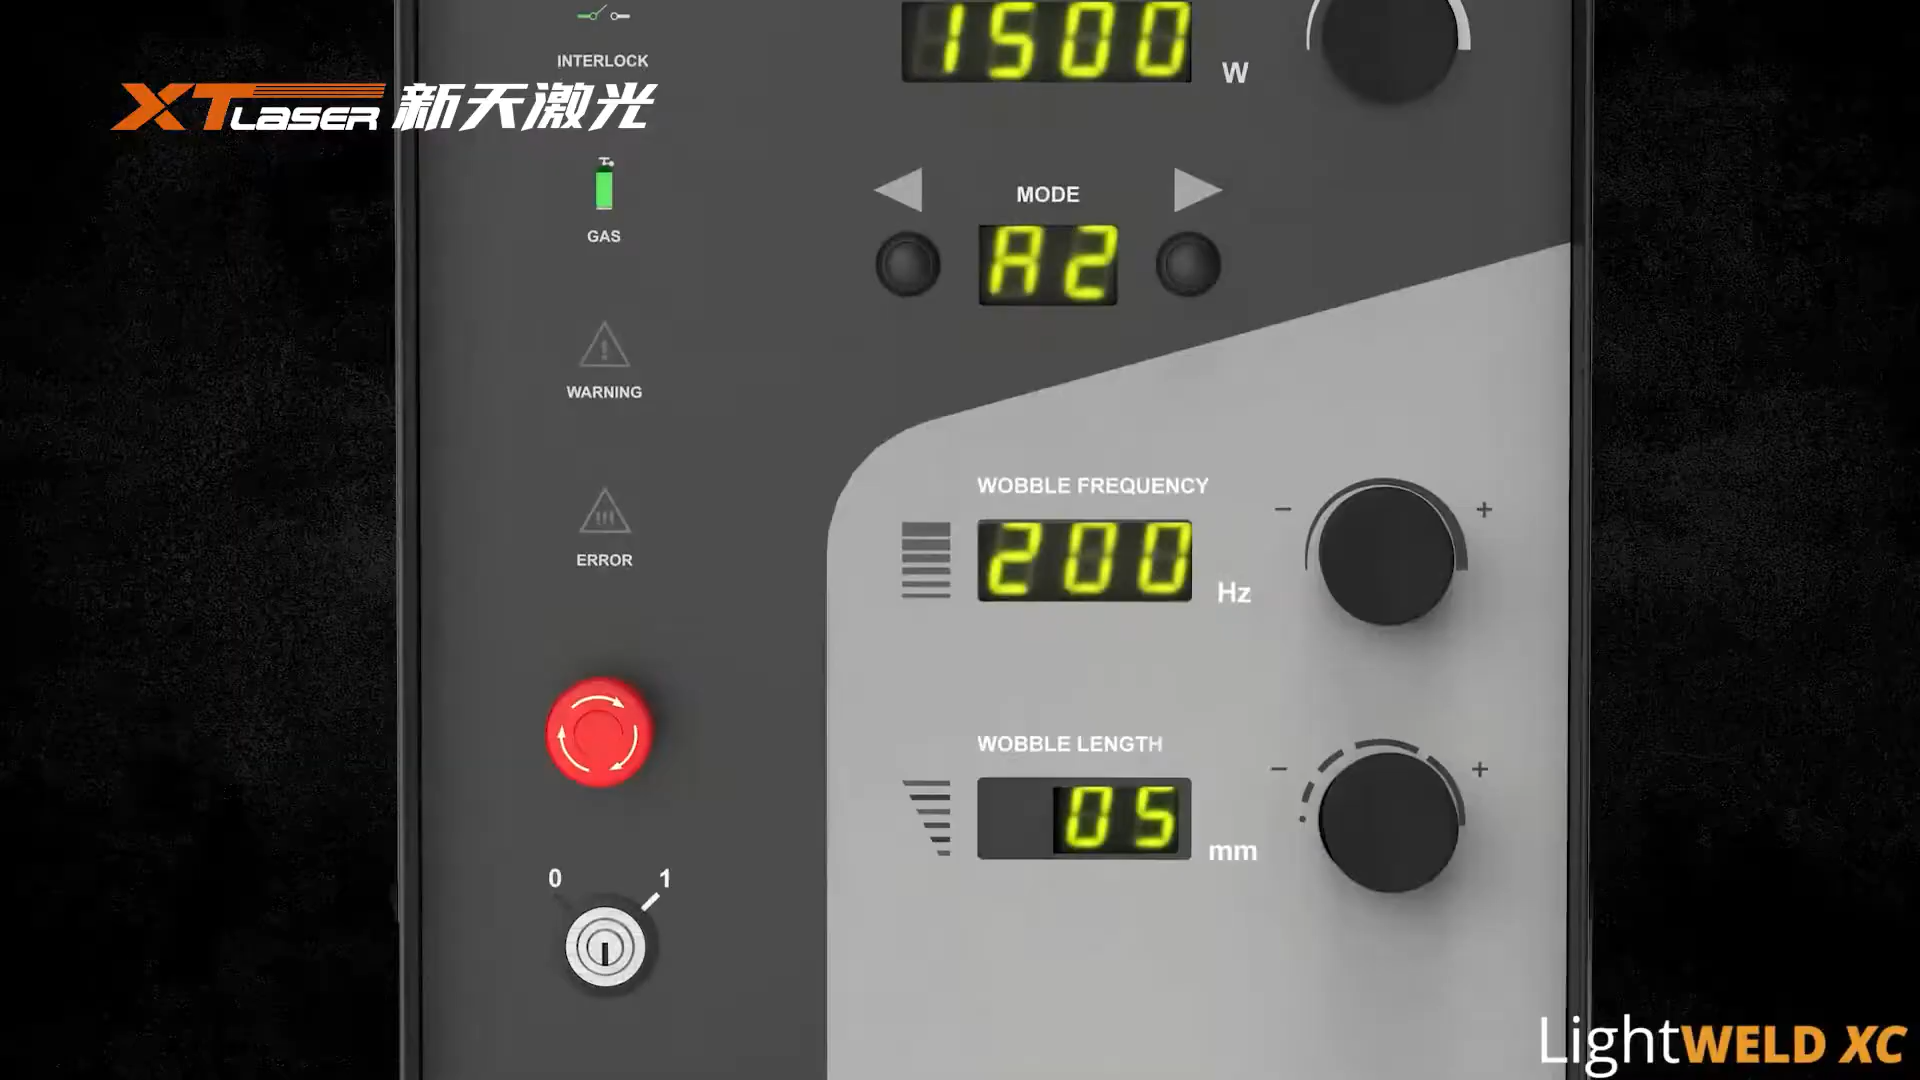 INTERLOCK
1500
W
XT LASER 新天激光
MODE
GAS
A2
WARNING
WOBBLE FREQUENCY
-
+
200
Hz
ERROR
WOBBLE LENGTH
-
+
05
mm
0
1
LightWELD XC